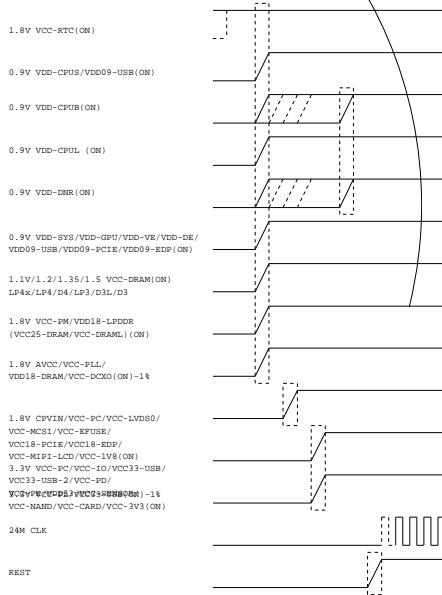 1.8V VCC-RTC(ON)
0.9V VDD-CPUS/VDD09-USB(ON)
0.9V VDD-CPUB(ON)
0.9V VDD-CPUL (ON)
0.9V VDD-DNR(ON)
0.9V VDD-SYS/VDD-GPU/VDD-VE/VDD-DE/
VDD09-USB/VDD09-PCIE/VDD09-EDP(ON)
1.1V/1.2/1.35/1.5 VCC-DRAM(ON)
LP4x/LP4/D4/LP3/D3L/D3
1.8V VCC-PM/VDD18-LPDDR
(VCC25-DRAM/VCC-DRAML)(ON)
1.8V AVCC/VCC-PLL/
VDD18-DRAM/VCC-DCXO(ON)-1%
1.8V CPVIN/VCC-PC/VCC-LVDS0/
VCC-MCSI/VCC-EFUSE/
VCC18-PCIE/VCC18-EDP/
VCC-MIPI-LCD/VCC-1V8(ON)
3.3V VCC-PC/VCC-IO/VCC33-USB/
VCC33-USB-2/VCC-PD/
VCC-NAND/VCC-CARD/VCC-3V3(ON)
24M CLK
REST